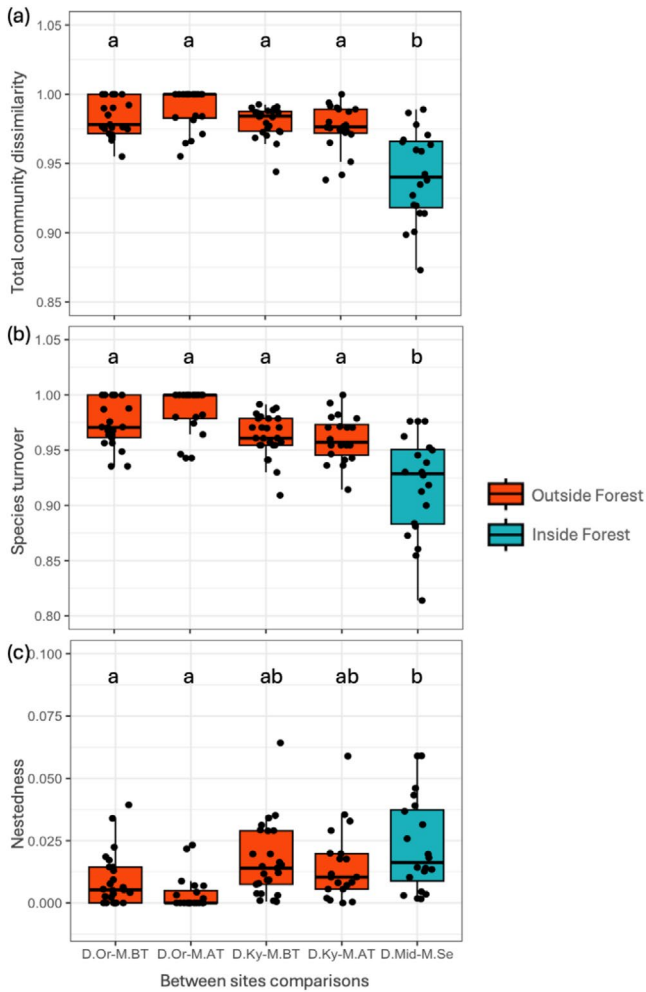 (a)
1.05
a a a a b
1.00
0.95
0.90
0.85
Total community dissimilarity
(b)
1.05
a a a a b
1.00
0.95
0.90
0.85
0.80
Species turnover
Outside Forest
Inside Forest
(c)
0.100
a a ab ab b
0.075
0.050
0.025
0.000
Nestedness
D.Or-M.BT D.Or-M.AT D.Ky-M.BT D.Ky-M.AT D.Mid-M.Se
Between sites comparisons